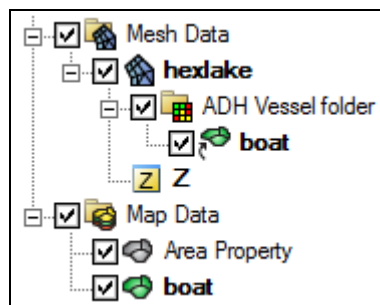 Mesh Data
hexlake
ADH Vessel folder
boat
Z Z
Map Data
Area Property
boat